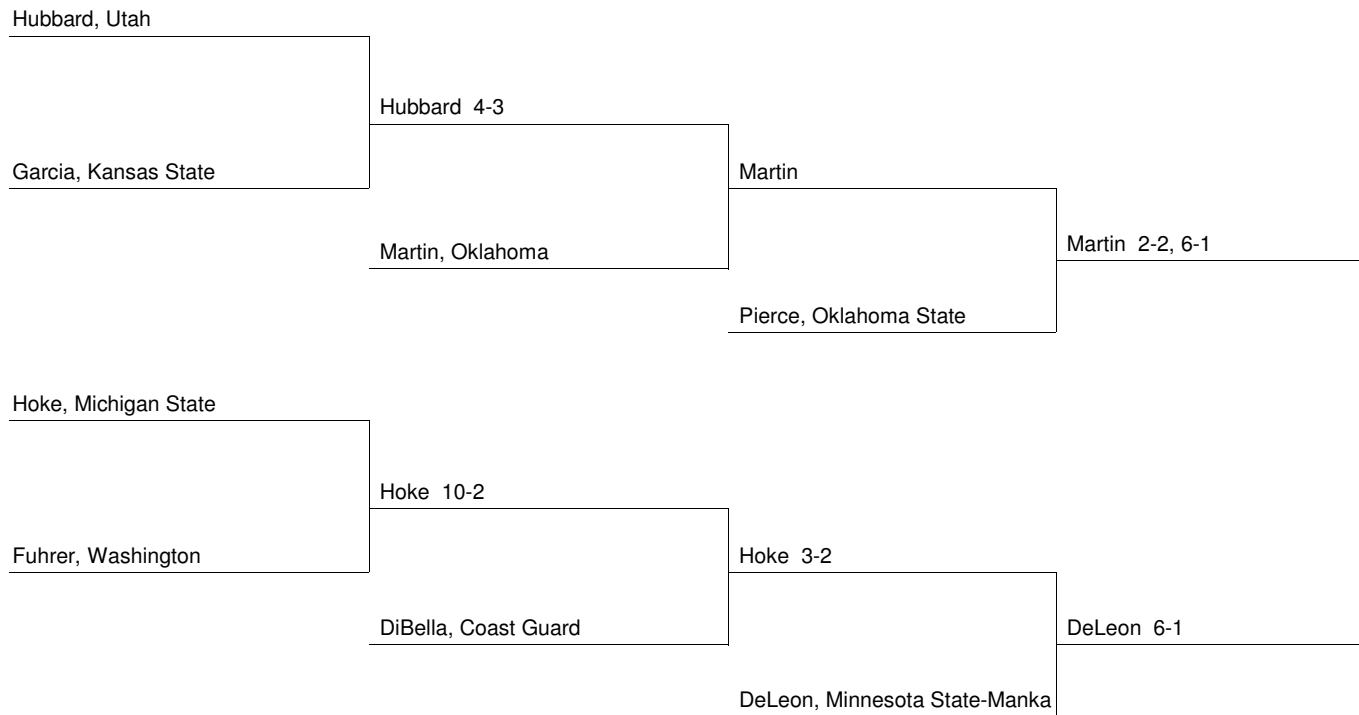 Hubbard, Utah
Hubbard 4-3
Garcia, Kansas State
Martin
Martin, Oklahoma
Martin 2-2, 6-1
Pierce, Oklahoma State
Hoke, Michigan State
Hoke 10-2
Fuhrer, Washington
Hoke 3-2
DiBella, Coast Guard
DeLeon 6-1
DeLeon, Minnesota State-Manka